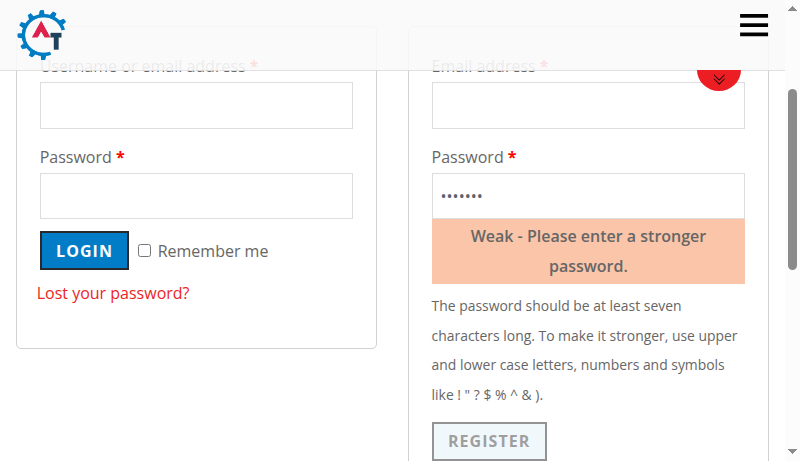 AT
Username or email address *
Password *
LOGIN
Remember me
Lost your password?
Email address *
Password *
•••••••
Weak - Please enter a stronger
password.
The password should be at least seven
characters long. To make it stronger, use upper
and lower case letters, numbers and symbols
like ! " ? $ % ^ & ).
REGISTER